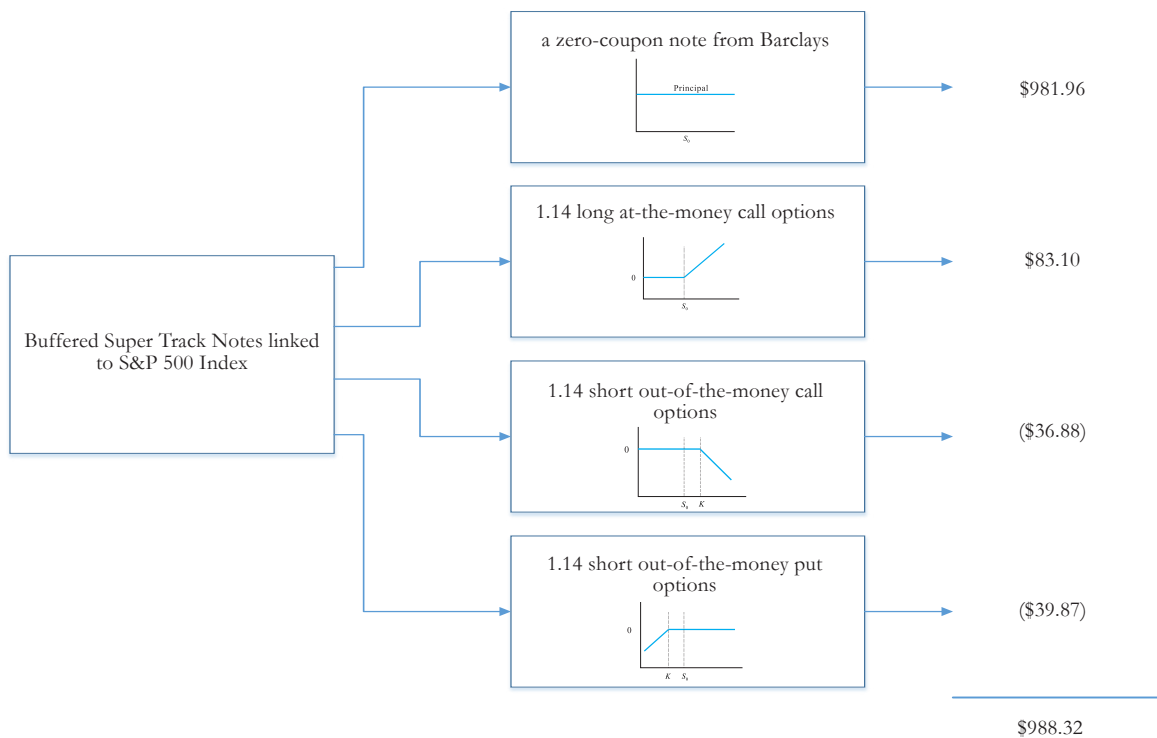 a zero-coupon note from Barclays
Principal
S₀
$981.96
1.14 long at-the-money call options
0
S₀
$83.10
Buffered Super Track Notes linked
to S&P 500 Index
1.14 short out-of-the-money call
options
0
S₀ K
($36.88)
1.14 short out-of-the-money put
options
0
K S₀
($39.87)
$988.32